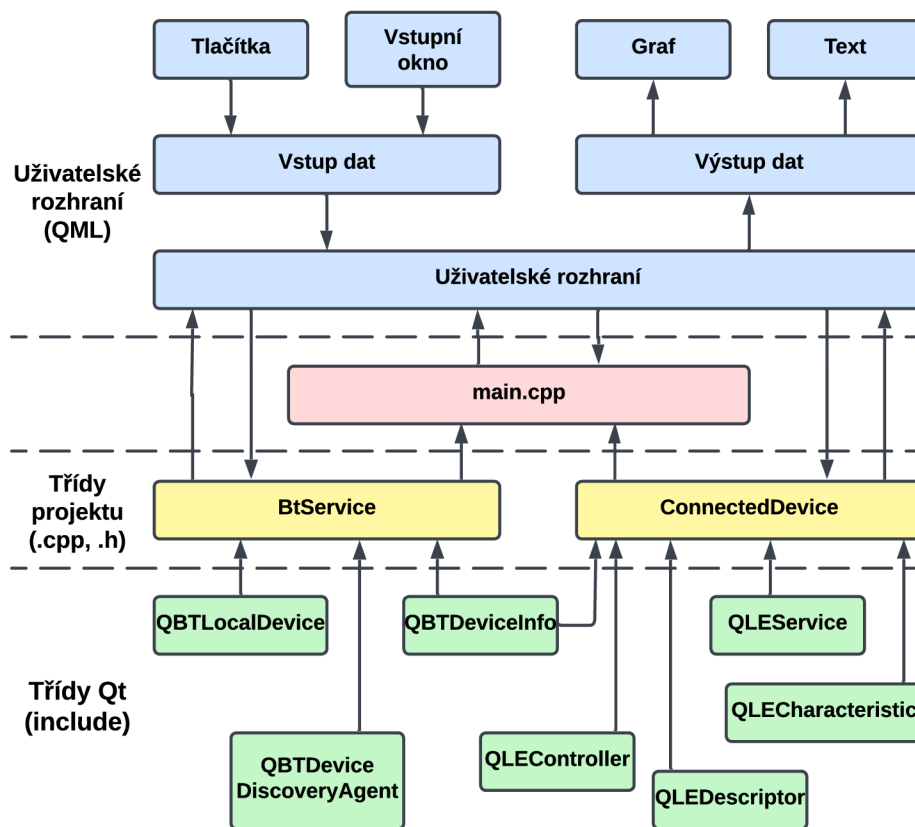 Tlačítka
Vstupní
okno
Graf
Text
Vstup dat
Výstup dat
Uživatelské
rozhraní
(QML)
Uživatelské rozhraní
main.cpp
Třídy
projektu
(.cpp, .h)
BtService
ConnectedDevice
QBTLocalDevice
QBTDeviceInfo
QLEService
Třídy Qt
(include)
QLECharacteristic
QBTDevice
DiscoveryAgent
QLEController
QLEDescriptor